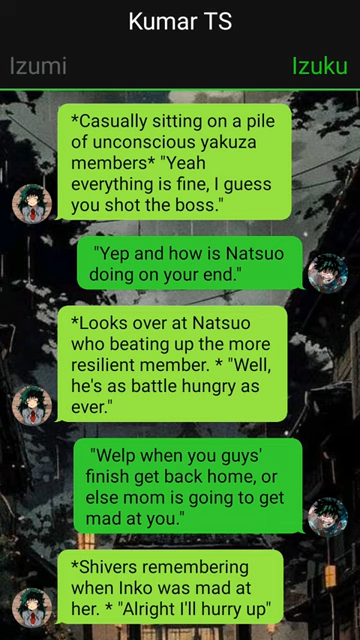 Kumar TS
Izumi
Izuku
*Casually sitting on a pile
of unconscious yakuza
members* "Yeah
everything is fine, I guess
you shot the boss."
"Yep and how is Natsuo
doing on your end."
*Looks over at Natsuo
who beating up the more
resilient member. * "Well,
he's as battle hungry as
ever."
"Welp when you guys'
finish get back home, or
else mom is going to get
mad at you."
*Shivers remembering
when Inko was mad at
her. * "Alright I'll hurry up"